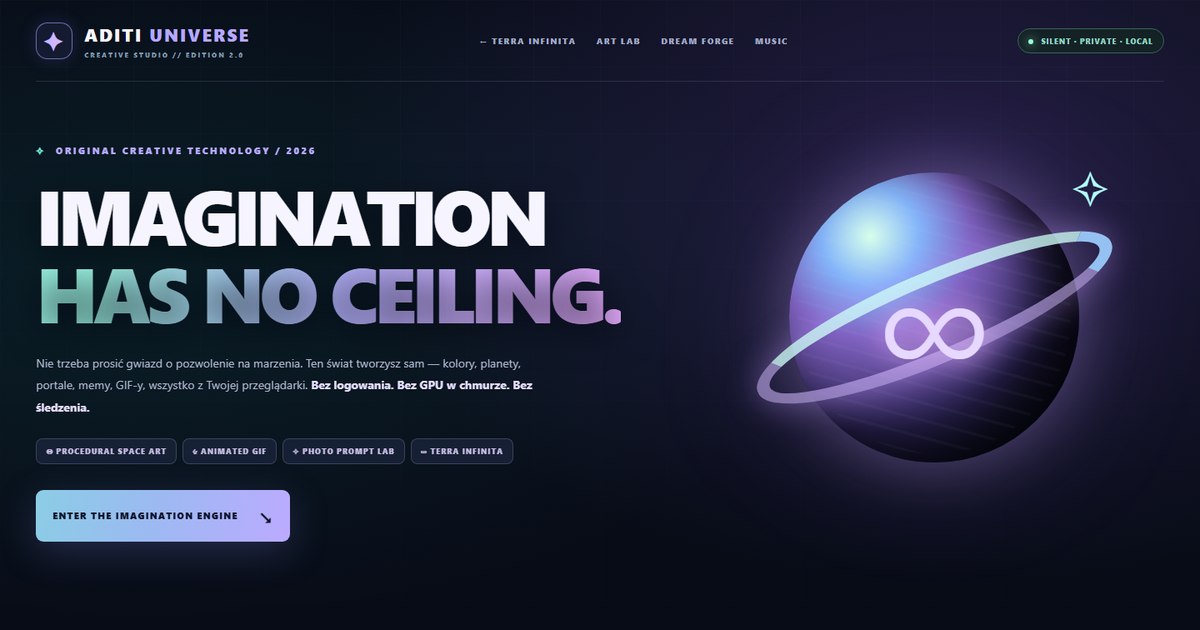 ADITI UNIVERSE
CREATIVE STUDIO // EDITION 2.0
← TERRA INFINITA
ART LAB
DREAM FORGE
MUSIC
SILENT · PRIVATE · LOCAL
ORIGINAL CREATIVE TECHNOLOGY / 2026
IMAGINATION
HAS NO CEILING.
Nie trzeba prosić gwiazd o pozwolenie na marzenia. Ten świat tworzysz sam — kolory, planety,
portale, memy, GIF-y, wszystko z Twojej przeglądarki. Bez logowania. Bez GPU w chmurze. Bez
śledzenia.
PROCEDURAL SPACE ART
ANIMATED GIF
PHOTO PROMPT LAB
TERRA INFINITA
ENTER THE IMAGINATION ENGINE ↘